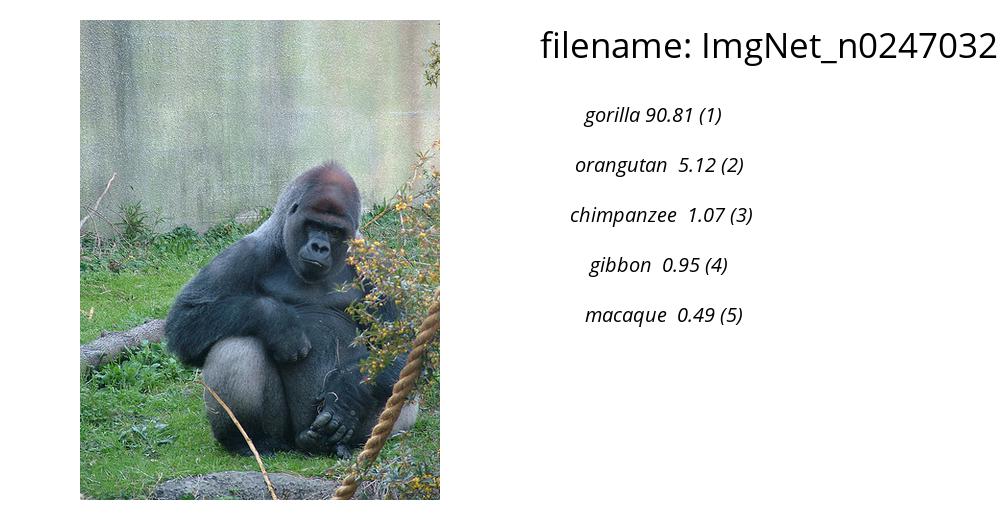 filename: ImgNet_n0247032
gorilla 90.81 (1)
orangutan 5.12 (2)
chimpanzee 1.07 (3)
gibbon 0.95 (4)
macaque 0.49 (5)